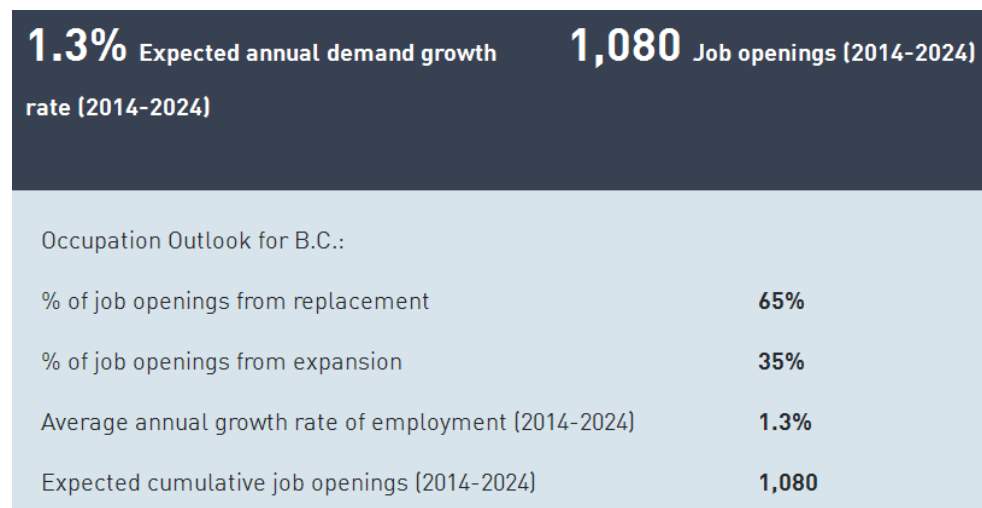 1.3% Expected annual demand growth
rate (2014-2024)
1,080 Job openings (2014-2024)
Occupation Outlook for B.C.:
% of job openings from replacement 65%
% of job openings from expansion 35%
Average annual growth rate of employment (2014-2024) 1.3%
Expected cumulative job openings (2014-2024) 1,080